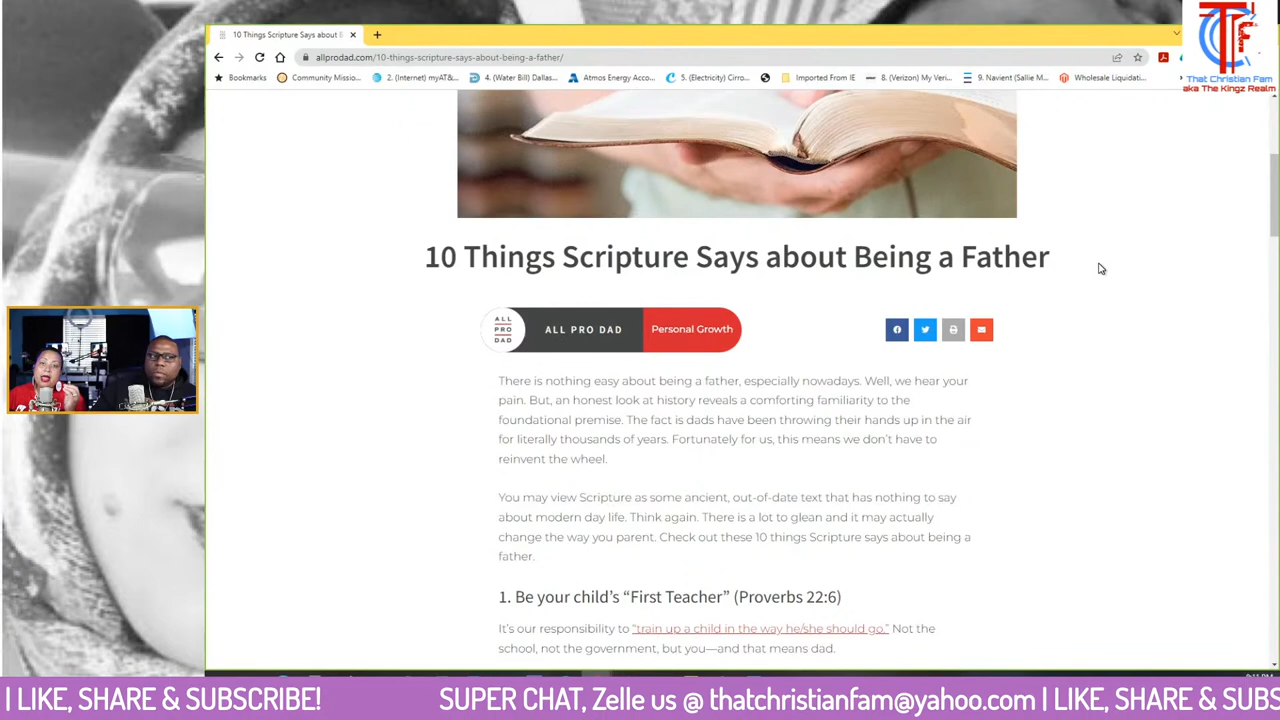 10 Things Scripture Says about B
That Christian Fam
aka The Kingz Realm
allprodad.com/10-things-scripture-says-about-being-a-father/
Bookmarks Community Missio... 2. (Internet) myAT&... 4. (Water Bill) Dallas... Atmos Energy Acco... 5. (Electricity) Cirro... Imported From IE 8. (Verizon) My Veri... 9. Navient (Sallie M... Wholesale Liquidati...
10 Things Scripture Says about Being a Father
ALL
PRO
DAD
ALL PRO DAD Personal Growth
There is nothing easy about being a father, especially nowadays. Well, we hear your
pain. But, an honest look at history reveals a comforting familiarity to the
foundational premise. The fact is dads have been throwing their hands up in the air
for literally thousands of years. Fortunately for us, this means we don’t have to
reinvent the wheel.
You may view Scripture as some ancient, out-of-date text that has nothing to say
about modern day life. Think again. There is a lot to glean and it may actually
change the way you parent. Check out these 10 things Scripture says about being a
father.
1. Be your child’s “First Teacher” (Proverbs 22:6)
It’s our responsibility to “train up a child in the way he/she should go.” Not the
school, not the government, but you—and that means dad.
| LIKE, SHARE & SUBSCRIBE! SUPER CHAT, Zelle us @ thatchristianfam@yahoo.com | LIKE, SHARE & SUBS